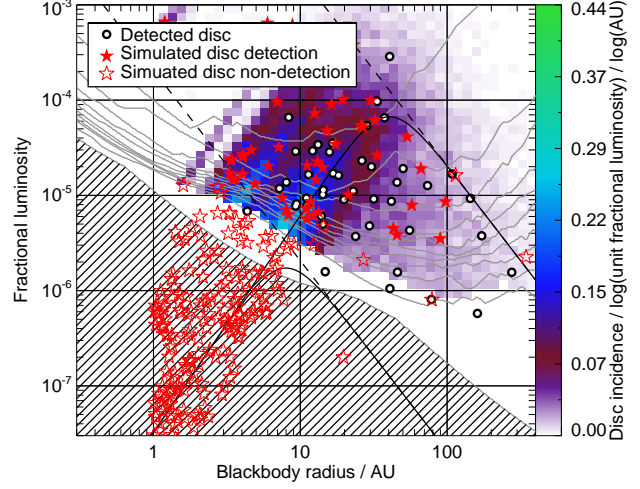 10⁻³
10⁻⁴
10⁻⁵
10⁻⁶
10⁻⁷
Fractional luminosity
Detected disc
Simulated disc detection
Simuated disc non-detection
1
10
100
Blackbody radius / AU
0.44
0.37
0.29
0.22
0.15
0.07
0.00
Disc incidence / log(unit fractional luminosity) / log(AU)